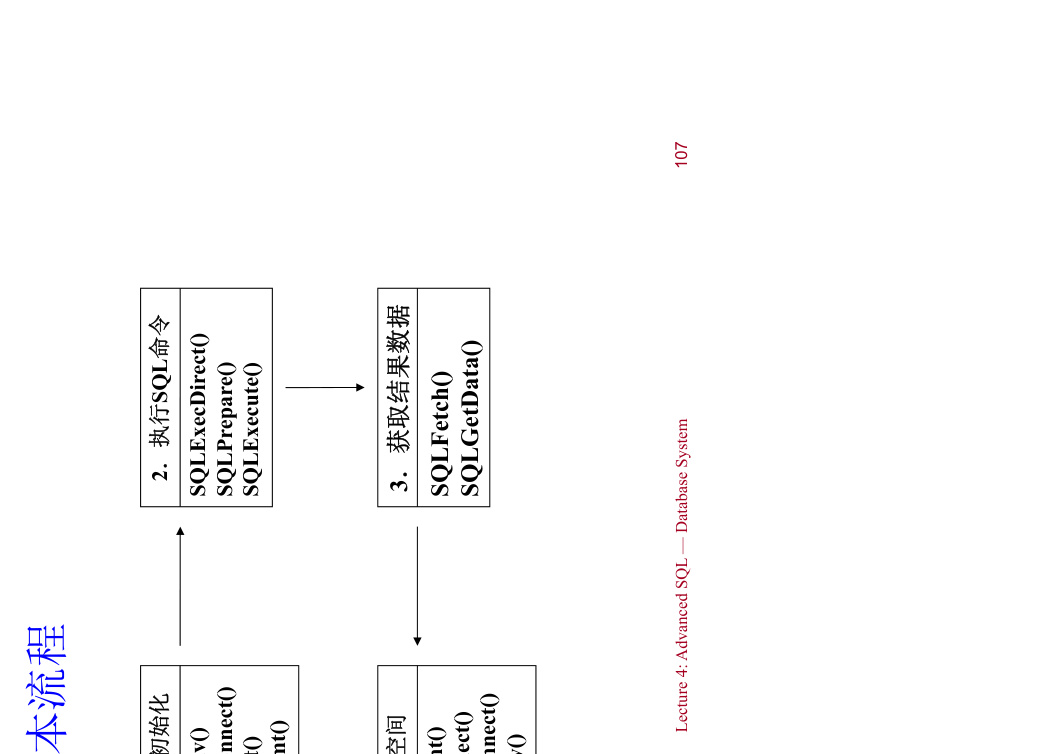 本流程
初始化
v()
nnect()
t()
nt()
2. 执行SQL命令
SQLExecDirect()
SQLPrepare()
SQLExecute()
3. 获取结果数据
SQLFetch()
SQLGetData()
空间
nt()
ect()
nnect()
v()
Lecture 4: Advanced SQL — Database System
107